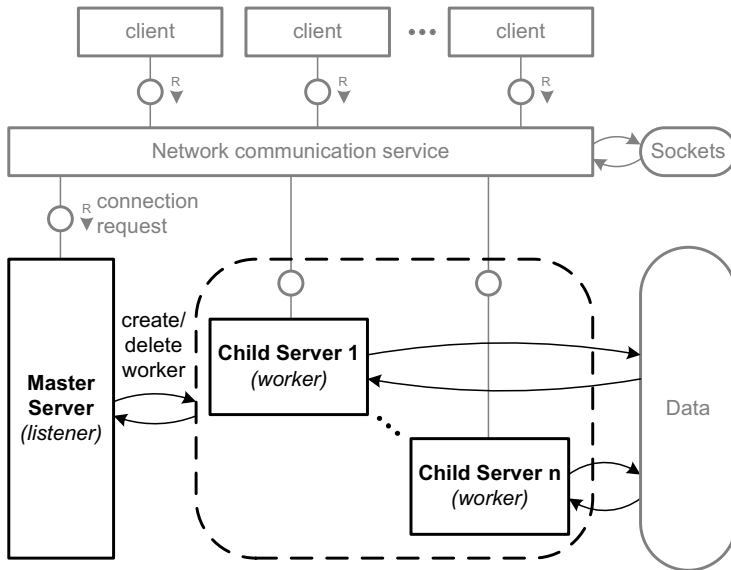 client
client
•••
client
R
R
R
Network communication service
Sockets
R
connection
request
create/
delete
worker
Master
Server
(listener)
Child Server 1
(worker)
Child Server n
(worker)
Data